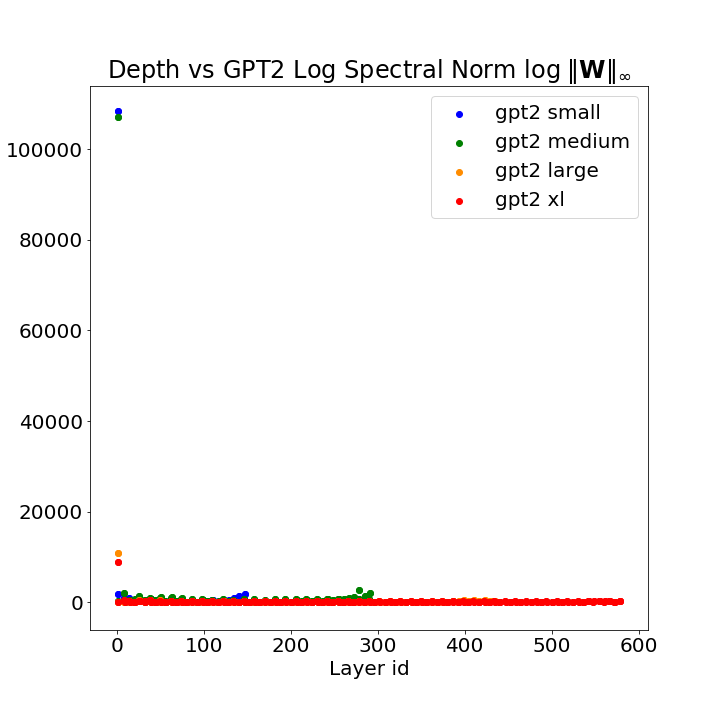 Depth vs GPT2 Log Spectral Norm log ‖W‖∞
gpt2 small
gpt2 medium
gpt2 large
gpt2 xl
100000
80000
60000
40000
20000
0
0 100 200 300 400 500 600
Layer id